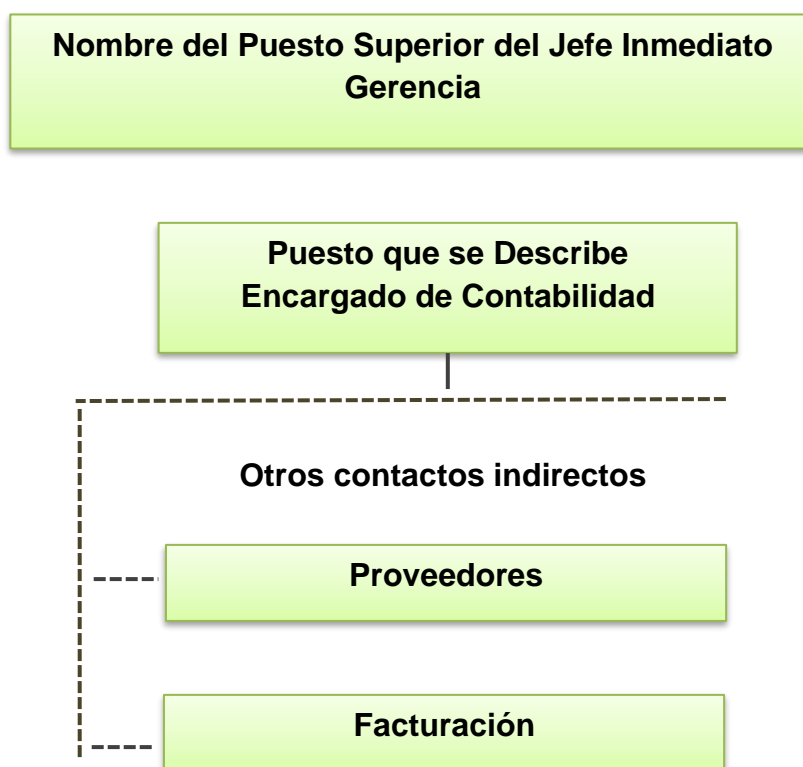 Nombre del Puesto Superior del Jefe Inmediato
Gerencia
Puesto que se Describe
Encargado de Contabilidad
Otros contactos indirectos
Proveedores
Facturación